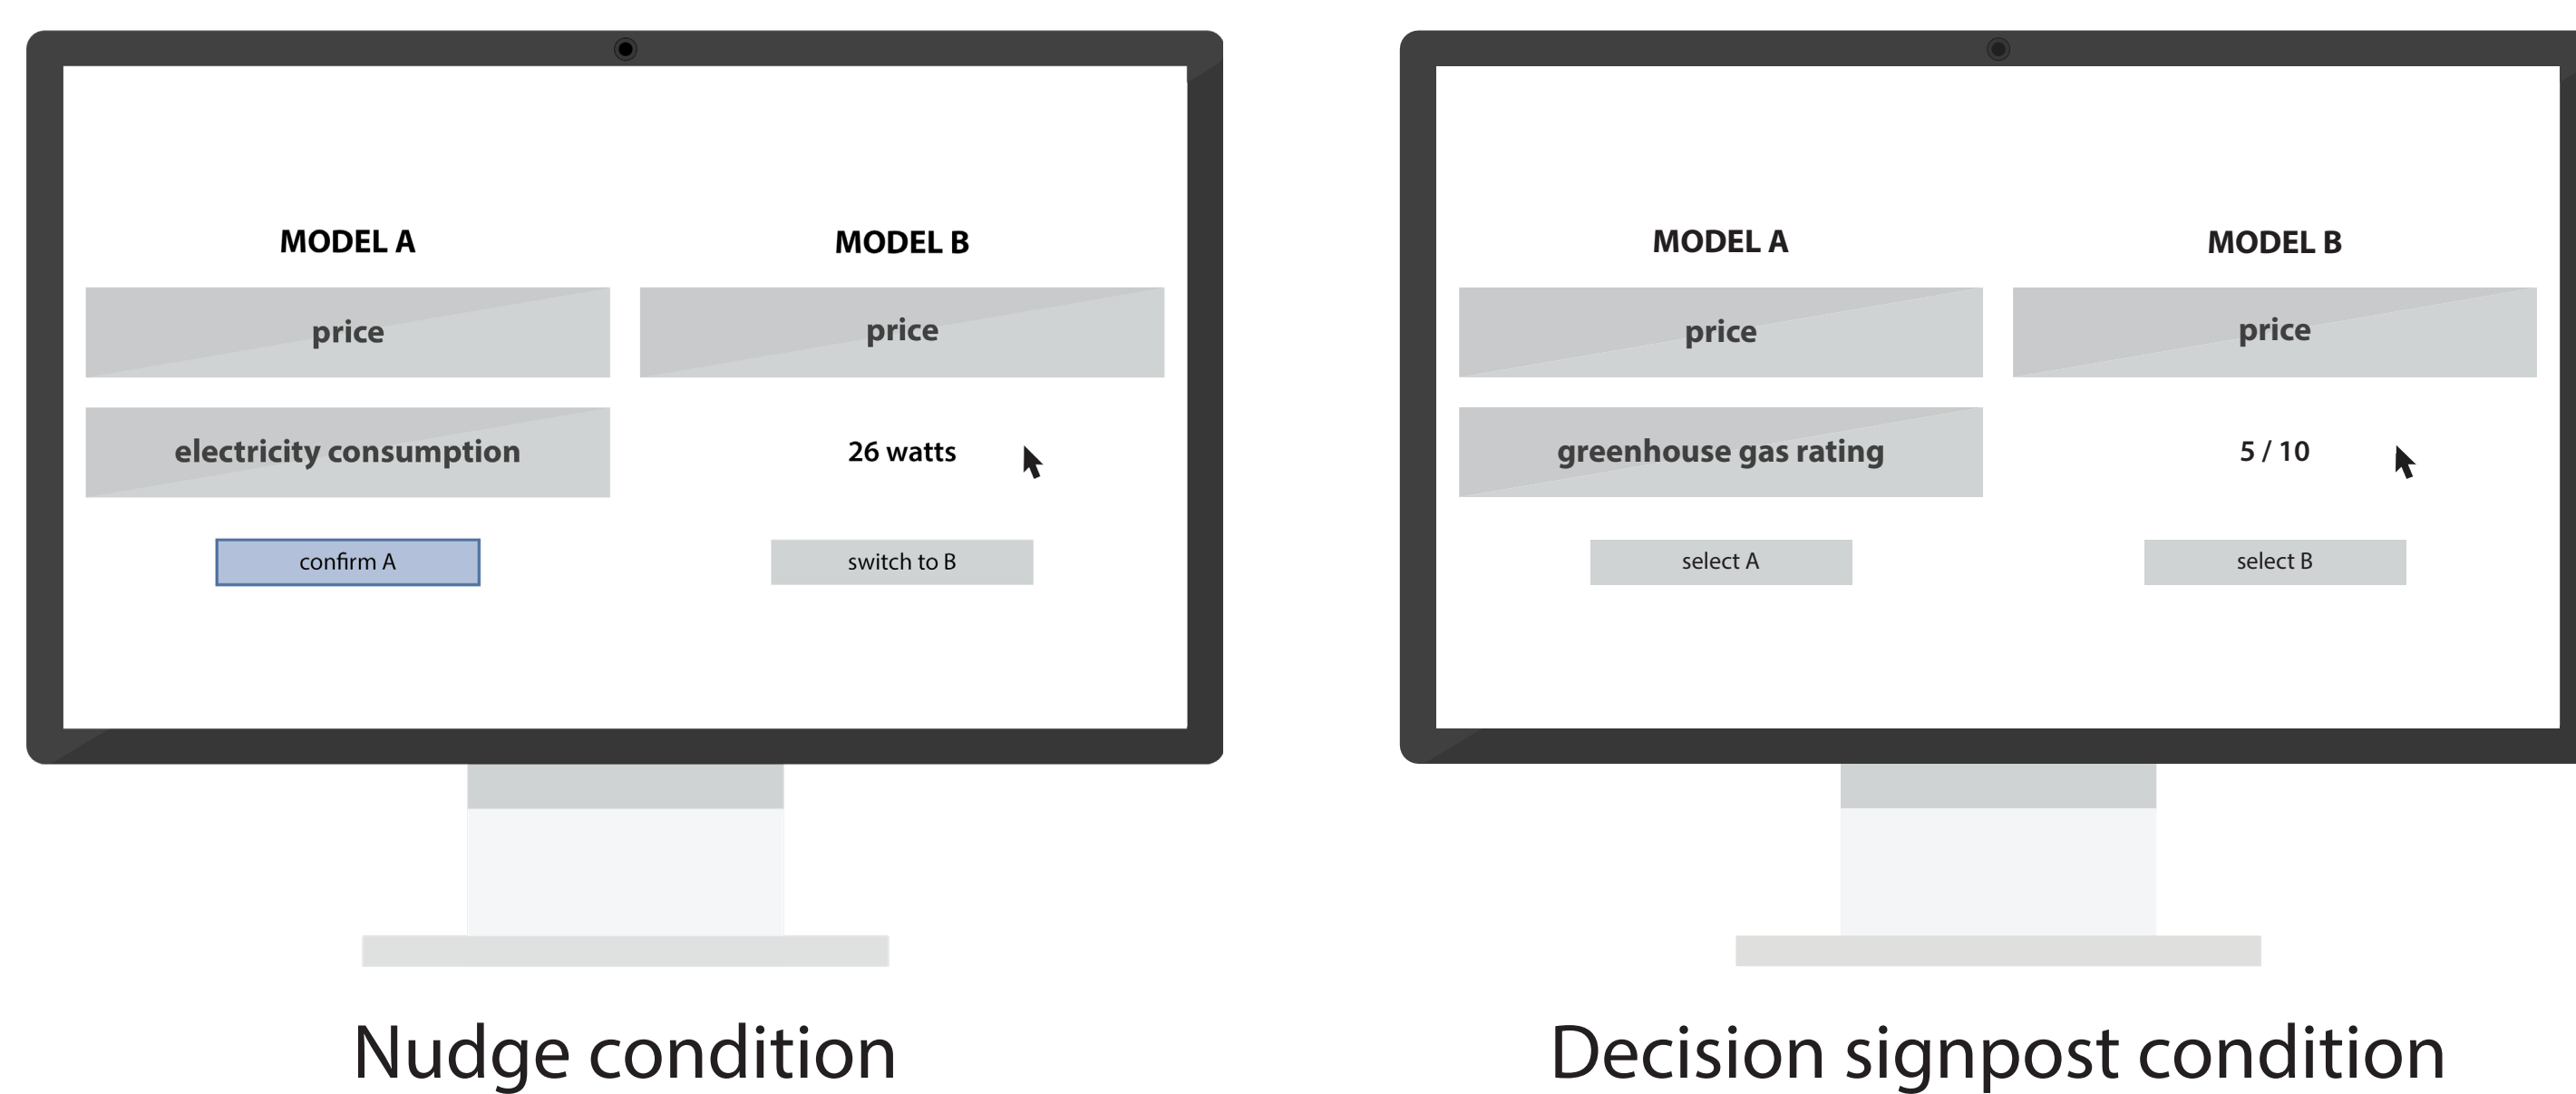 MODEL A
MODEL B
price
price
electricity consumption
26 watts
confirm A
switch to B
Nudge condition
MODEL A
MODEL B
price
price
greenhouse gas rating
5 / 10
select A
select B
Decision signpost condition